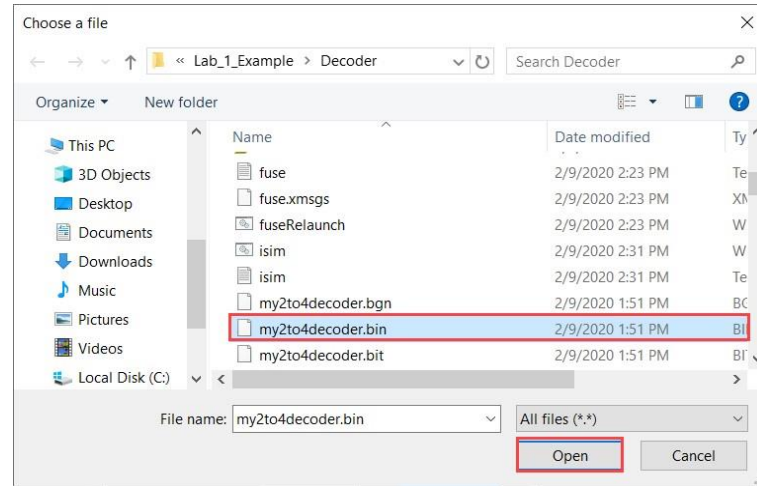 Choose a file
« Lab_1_Example > Decoder
Search Decoder
Organize
New folder
This PC
3D Objects
Desktop
Documents
Downloads
Music
Pictures
Videos
Local Disk (C:)
Name Date modified Ty
fuse 2/9/2020 2:23 PM Te
fuse.xmsgs 2/9/2020 2:23 PM XM
fuseRelaunch 2/9/2020 2:23 PM W
isim 2/9/2020 2:31 PM W
isim 2/9/2020 2:31 PM Te
my2to4decoder.bgn 2/9/2020 1:51 PM BG
my2to4decoder.bin 2/9/2020 1:51 PM BI
my2to4decoder.bit 2/9/2020 1:51 PM BI
File name: my2to4decoder.bin All files (*.*)
Open Cancel